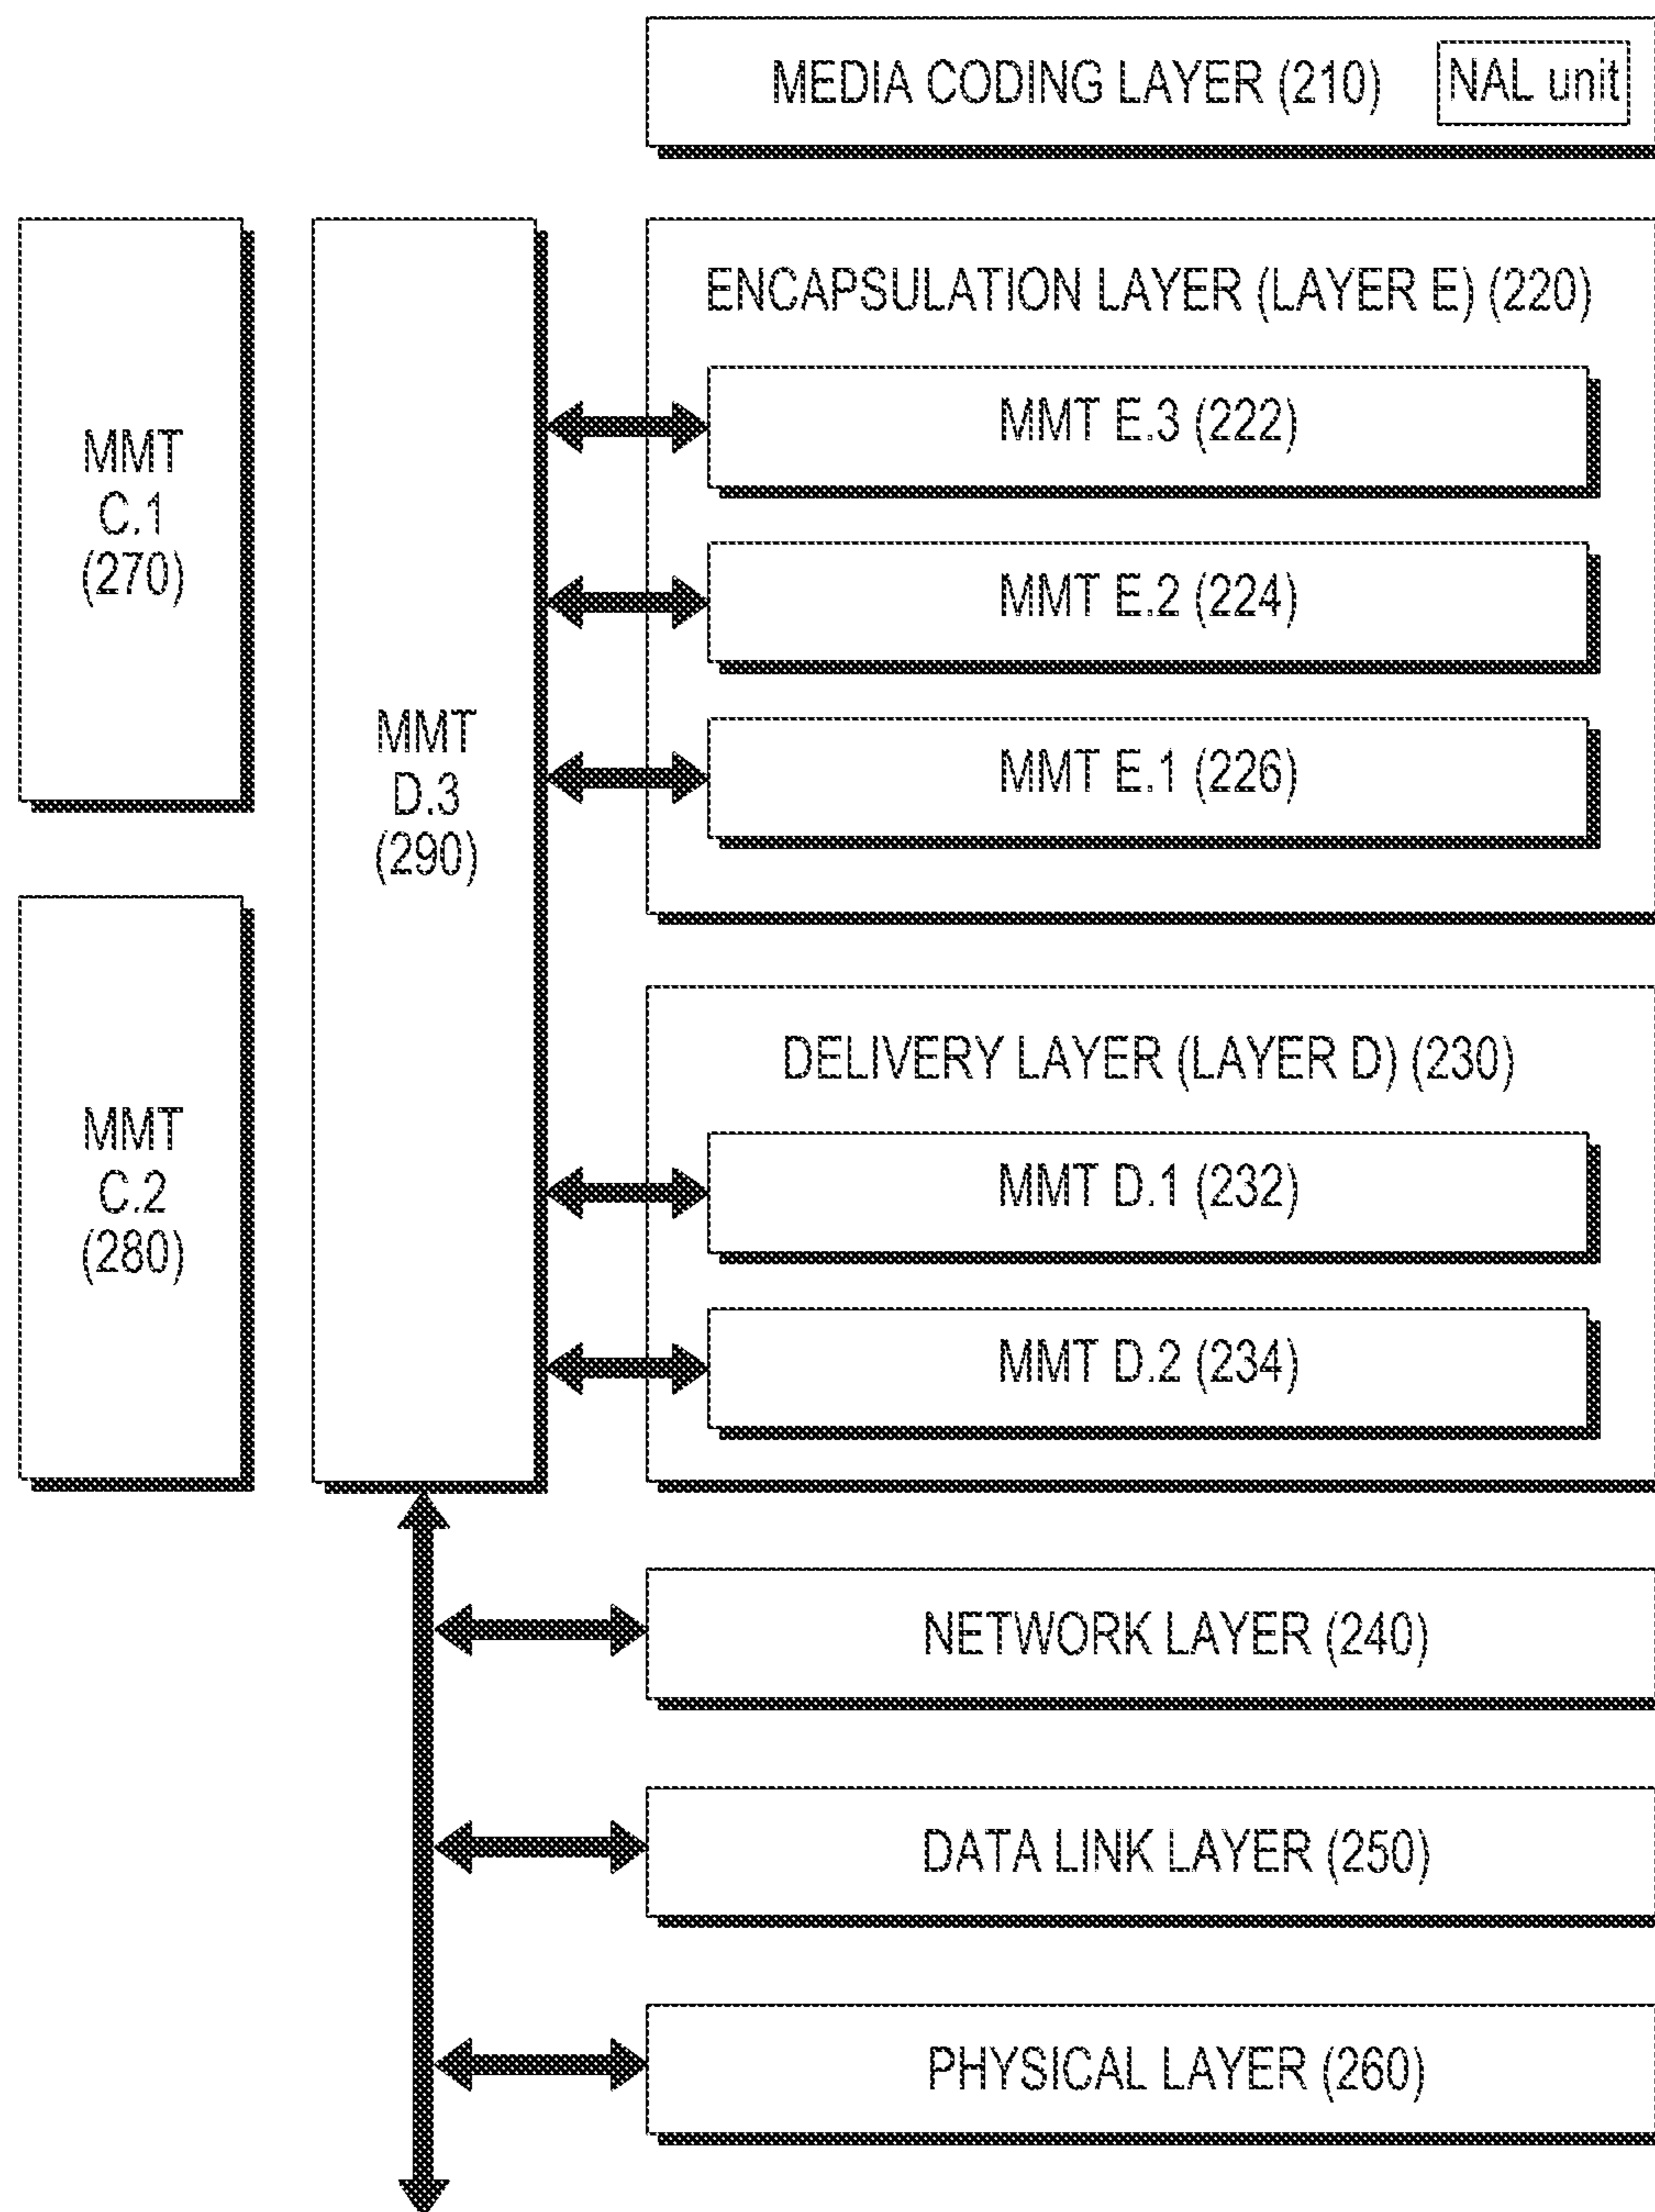 MEDIA CODING LAYER (210)
NAL unit
ENCAPSULATION LAYER (LAYER E) (220)
MMT E.3 (222)
MMT E.2 (224)
MMT E.1 (226)
MMT
C.1
(270)
MMT
D.3
(290)
MMT
C.2
(280)
DELIVERY LAYER (LAYER D) (230)
MMT D.1 (232)
MMT D.2 (234)
NETWORK LAYER (240)
DATA LINK LAYER (250)
PHYSICAL LAYER (260)